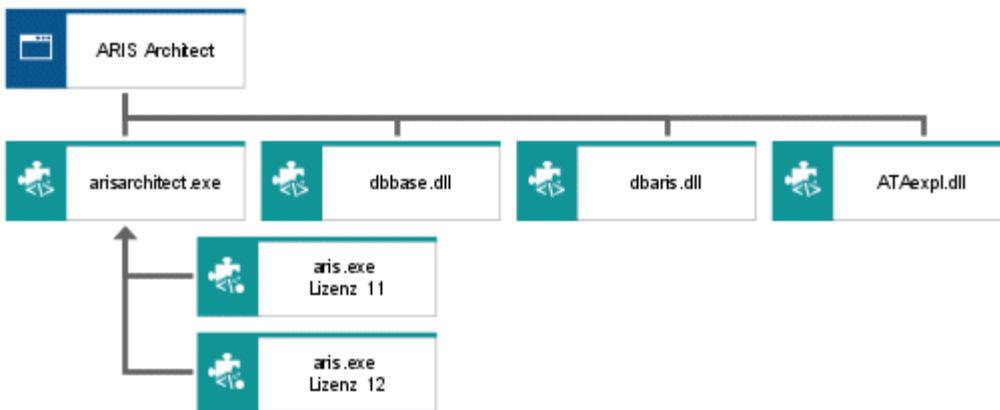 ARIS Architect
arisarchitect.exe
dbbase.dll
dbaris.dll
ATAexpl.dll
aris.exe
Lizenz 11
aris.exe
Lizenz 12